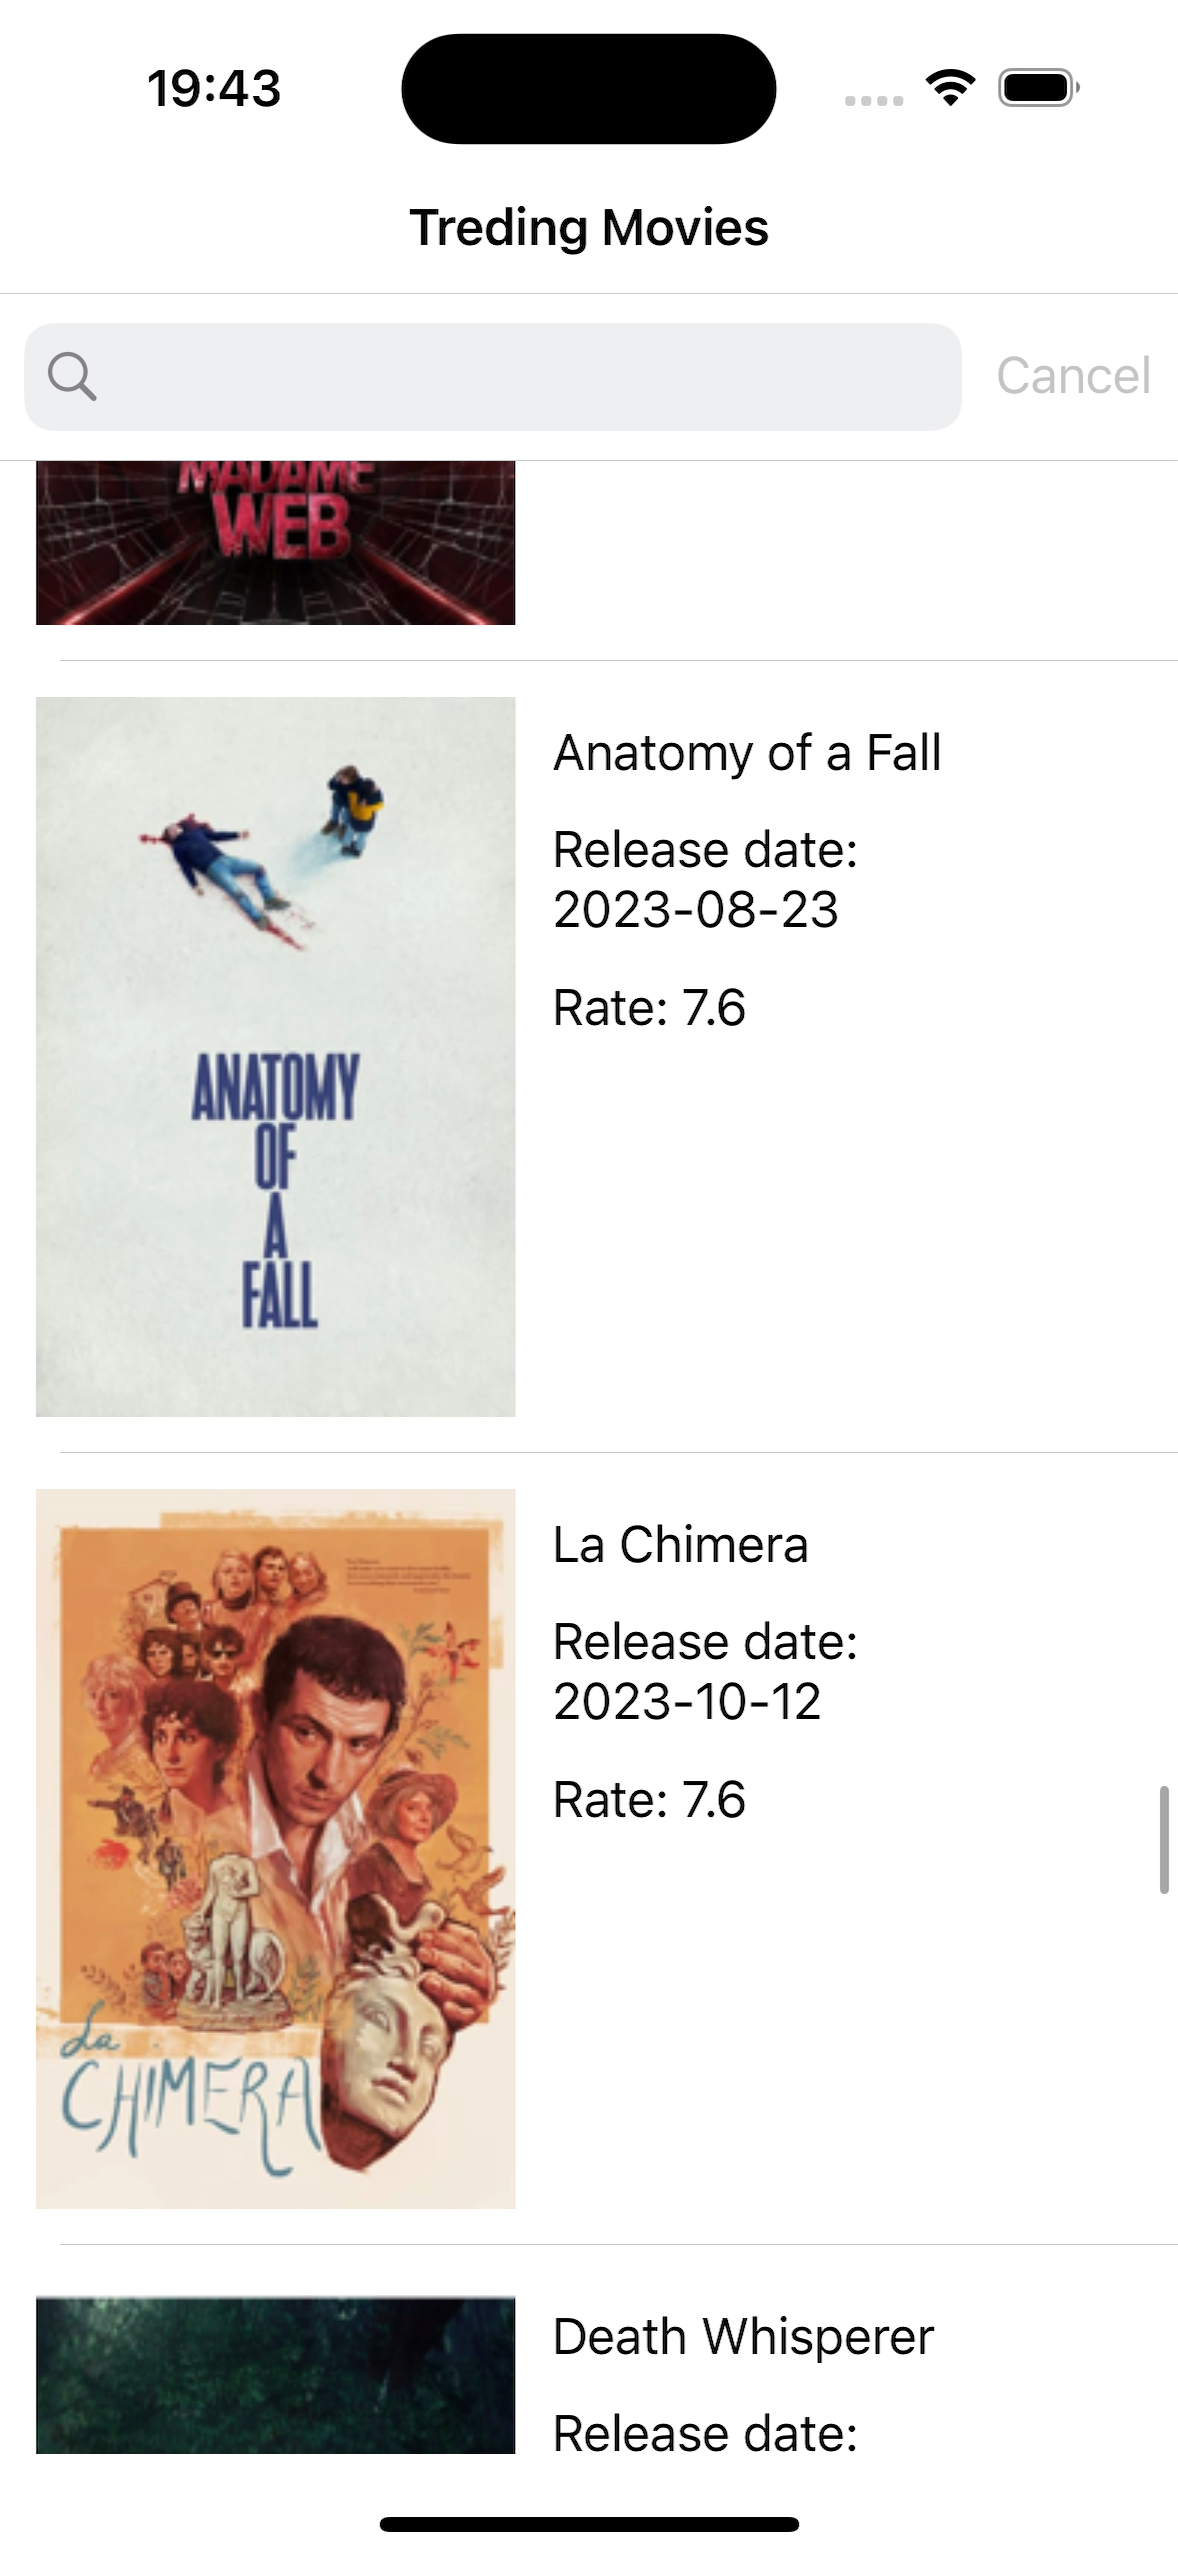 19:43
Treding Movies
Cancel
MADAME
WEB
Anatomy of a Fall
Release date:
2023-08-23
Rate: 7.6
ANATOMY
OF
A
FALL
La Chimera
Release date:
2023-10-12
Rate: 7.6
La
CHIMERA
Death Whisperer
Release date: